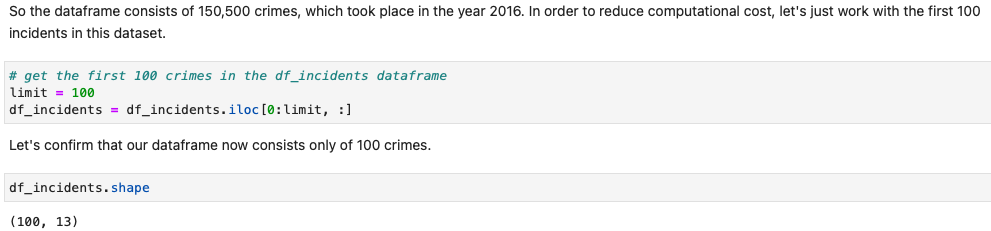 So the dataframe consists of 150,500 crimes, which took place in the year 2016. In order to reduce computational cost, let's just work with the first 100
incidents in this dataset.
# get the first 100 crimes in the df_incidents dataframe
limit = 100
df_incidents = df_incidents.iloc[0:limit, :]
Let's confirm that our dataframe now consists only of 100 crimes.
df_incidents.shape
(100, 13)